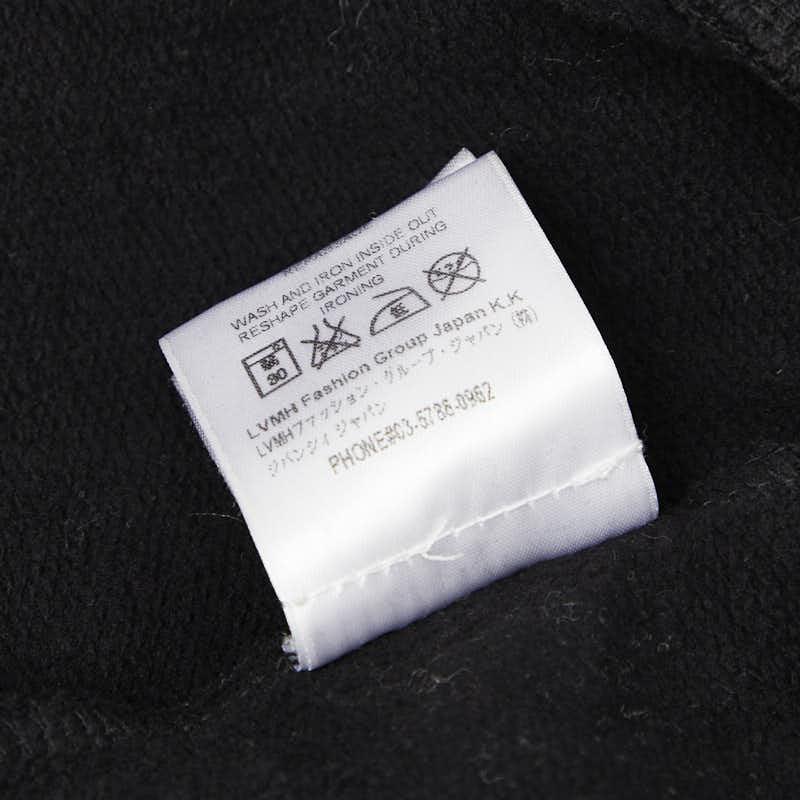 WASH AND IRON INSIDE OUT
RESHAPE GARMENT DURING
IRONING
30
LVMH Fashion Group Japan K.K
LVMHファッション・グループ・ジャパン (株)
ジバンシィ ジャパン
PHONE#03-5786-0962